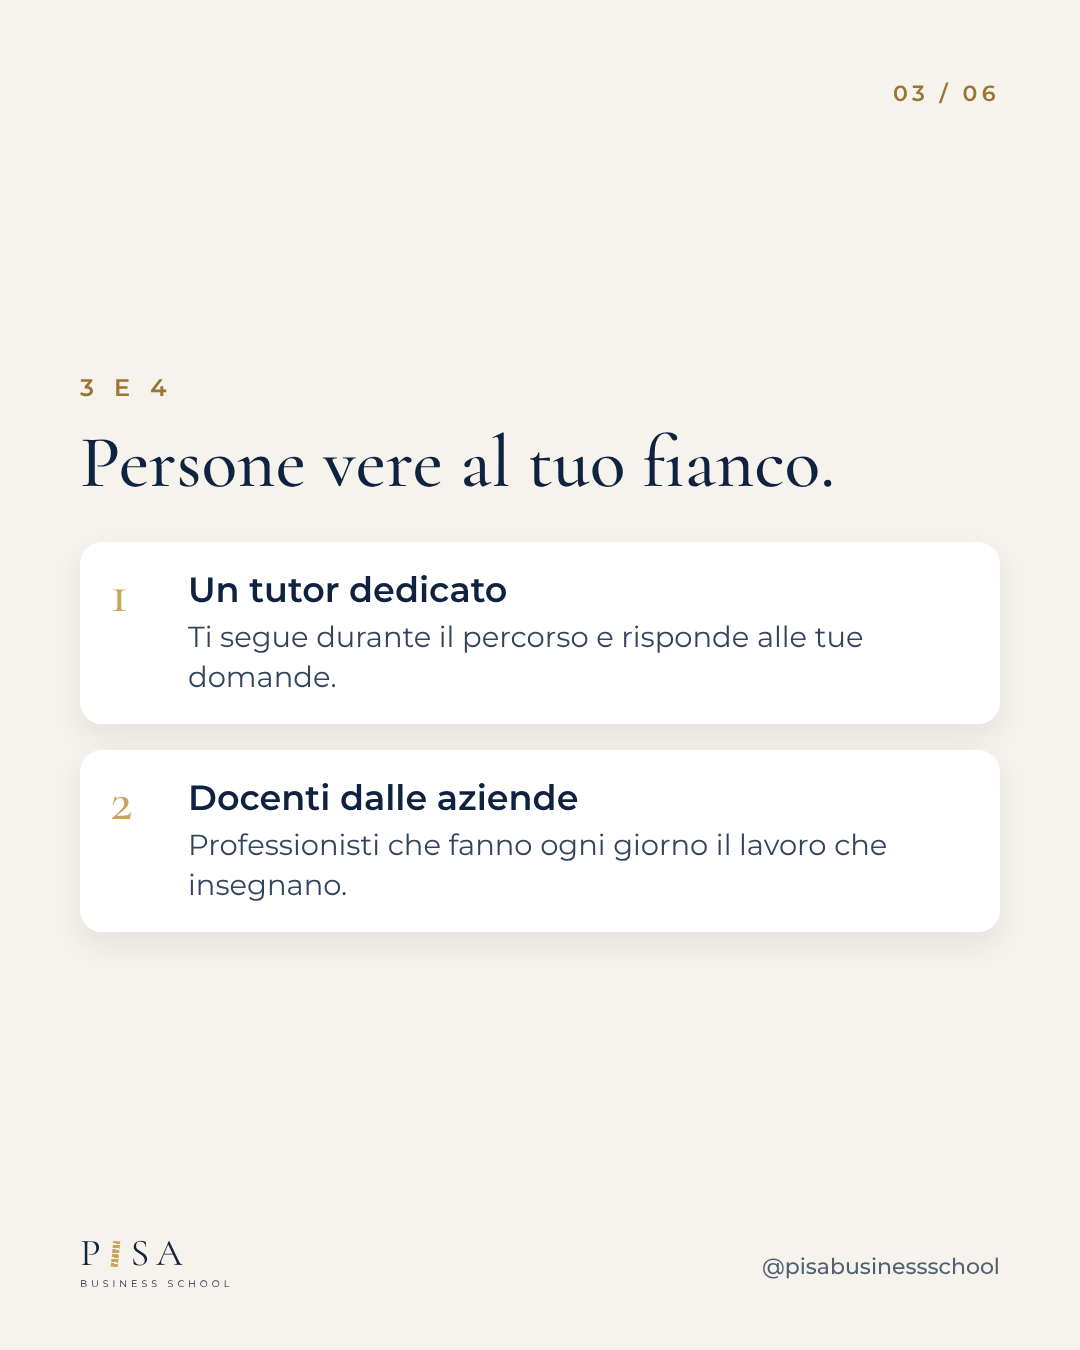 03 / 06
3 E 4
Persone vere al tuo fianco.
1
Un tutor dedicato
Ti segue durante il percorso e risponde alle tue
domande.
2
Docenti dalle aziende
Professionisti che fanno ogni giorno il lavoro che
insegnano.
PISA
BUSINESS SCHOOL
@pisabusinessschool